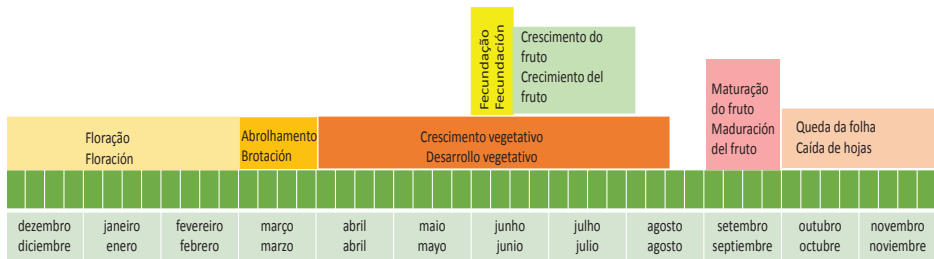 Fecundação
Fecundación
Crescimento do
fruto
Crecimiento del
fruto
Maturação
do fruto
Maduración
del fruto
Floração
Floración
Abrolhamento
Brotación
Crescimento vegetativo
Desarrollo vegetativo
Queda da folha
Caída de hojas
dezembro janeiro fevereiro março abril maio junho julho agosto setembro outubro novembro
diciembre enero febrero marzo abril mayo junio julio agosto septiembre octubre noviembre